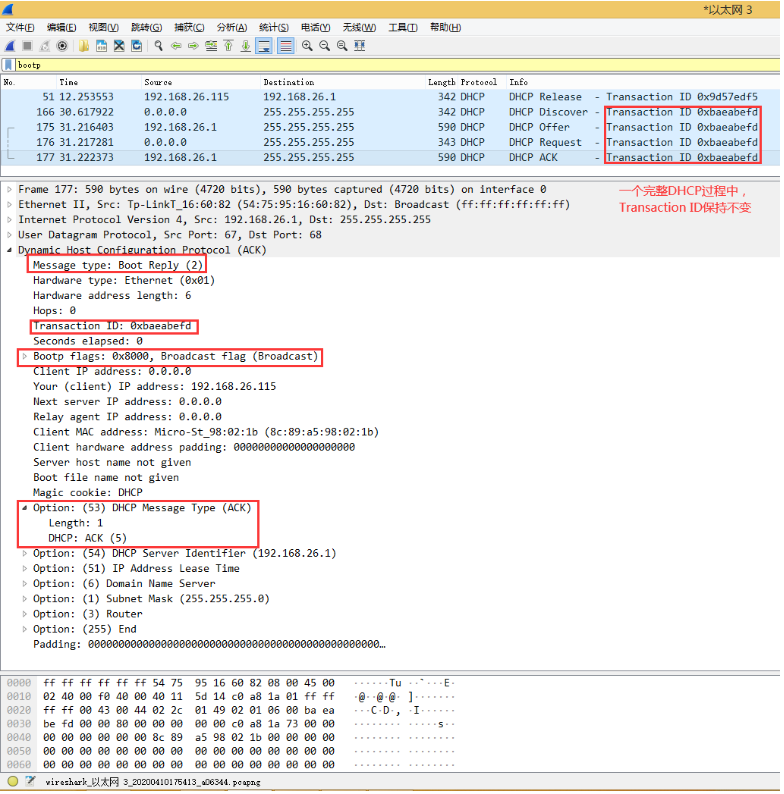 *以太网 3
文件(F) 编辑(E) 视图(V) 跳转(G) 捕获(C) 分析(A) 统计(S) 电话(Y) 无线(W) 工具(T) 帮助(H)
bootp
No. Time Source Destination Length Protocol Info
51 12.253553 192.168.26.115 192.168.26.1 342 DHCP DHCP Release - Transaction ID 0x9d57edf5
166 30.617922 0.0.0.0 255.255.255.255 342 DHCP DHCP Discover - Transaction ID 0xbaeabefd
175 31.216403 192.168.26.1 255.255.255.255 590 DHCP DHCP Offer - Transaction ID 0xbaeabefd
176 31.217281 0.0.0.0 255.255.255.255 343 DHCP DHCP Request - Transaction ID 0xbaeabefd
177 31.222373 192.168.26.1 255.255.255.255 590 DHCP DHCP ACK - Transaction ID 0xbaeabefd
一个完整DHCP过程中，
Transaction ID保持不变
Frame 177: 590 bytes on wire (4720 bits), 590 bytes captured (4720 bits) on interface 0
Ethernet II, Src: Tp-LinkT_16:60:82 (54:75:95:16:60:82), Dst: Broadcast (ff:ff:ff:ff:ff:ff)
Internet Protocol Version 4, Src: 192.168.26.1, Dst: 255.255.255.255
User Datagram Protocol, Src Port: 67, Dst Port: 68
Dynamic Host Configuration Protocol (ACK)
Message type: Boot Reply (2)
Hardware type: Ethernet (0x01)
Hardware address length: 6
Hops: 0
Transaction ID: 0xbaeabefd
Seconds elapsed: 0
Bootp flags: 0x8000, Broadcast flag (Broadcast)
Client IP address: 0.0.0.0
Your (client) IP address: 192.168.26.115
Next server IP address: 0.0.0.0
Relay agent IP address: 0.0.0.0
Client MAC address: Micro-St_98:02:1b (8c:89:a5:98:02:1b)
Client hardware address padding: 00000000000000000000
Server host name not given
Boot file name not given
Magic cookie: DHCP
Option: (53) DHCP Message Type (ACK)
Length: 1
DHCP: ACK (5)
Option: (54) DHCP Server Identifier (192.168.26.1)
Option: (51) IP Address Lease Time
Option: (6) Domain Name Server
Option: (1) Subnet Mask (255.255.255.0)
Option: (3) Router
Option: (255) End
Padding: 000000000000000000000000000000000000000000000000…
0000 ff ff ff ff ff ff 54 75 95 16 60 82 08 00 45 00 ······Tu ··`···E·
0010 02 40 00 f0 40 00 40 11 5d 14 c0 a8 1a 01 ff ff ·@··@·@· ]·······
0020 ff ff 00 43 00 44 02 2c 01 49 02 01 06 00 ba ea ···C·D·, ·I······
0030 be fd 00 00 80 00 00 00 00 00 c0 a8 1a 73 00 00 ········ ·····s··
0040 00 00 00 00 00 00 8c 89 a5 98 02 1b 00 00 00 00 ········ ········
0050 00 00 00 00 00 00 00 00 00 00 00 00 00 00 00 00 ········ ········
0060 00 00 00 00 00 00 00 00 00 00 00 00 00 00 00 00 ········ ········
wireshark_以太网 3_20200410175413_a06344.pcapng